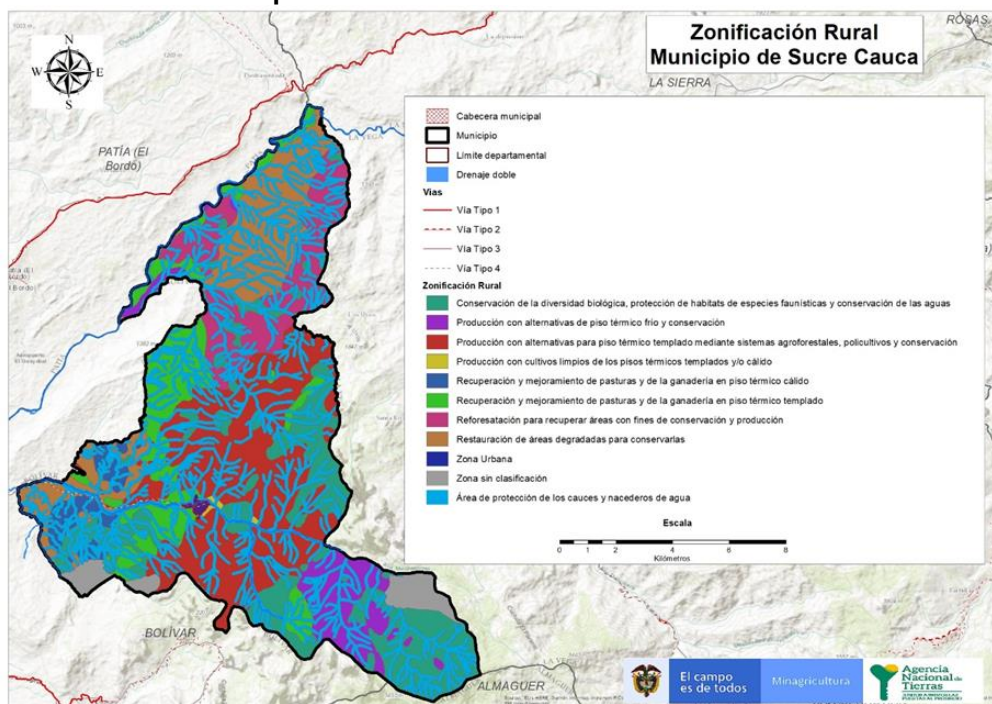 Zonificación Rural
Municipio de Sucre Cauca
ROSAS
LA SIERRA
N
W E
S
PATÍA (El
Bordó)
LA VEGA
Cabecera municipal
Municipio
Límite departamental
Drenaje doble
Vías
Vía Tipo 1
Vía Tipo 2
Vía Tipo 3
Vía Tipo 4
Zonificación Rural
Conservación de la diversidad biológica, protección de habitats de especies faunísticas y conservación de las aguas
Producción con alternativas de piso térmico frío y conservación
Producción con alternativas para piso térmico templado mediante sistemas agroforestales, policultivos y conservación
Producción con cultivos limpios de los pisos térmicos templados y/o cálido
Recuperación y mejoramiento de pasturas y de la ganadería en piso térmico cálido
Recuperación y mejoramiento de pasturas y de la ganadería en piso térmico templado
Reforesatación para recuperar áreas con fines de conservación y producción
Restauración de áreas degradadas para conservarlas
Zona Urbana
Zona sin clasificación
Área de protección de los cauces y nacederos de agua
Escala
0 1 2 4 6 8
Kilómetros
PATIA
BOLÍVAR
LA VEGA
ALMAGUER
El campo
es de todos
Minagricultura
Agencia
Nacional de
Tierras